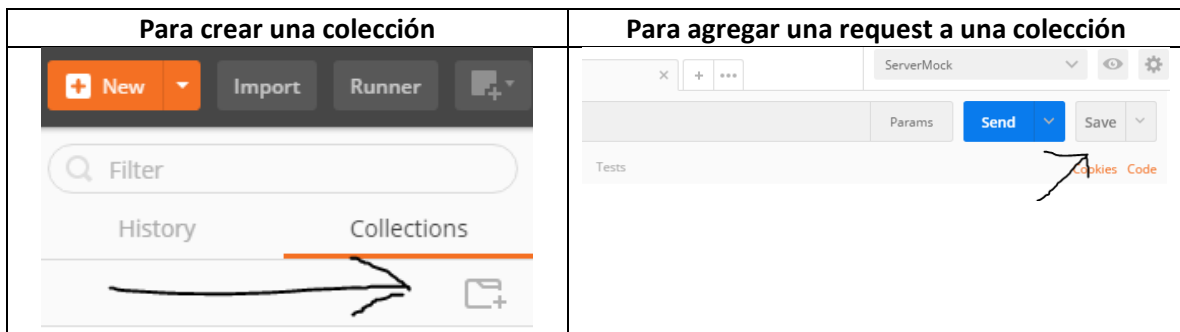 Para crear una colección
Para agregar una request a una colección
New Import Runner
Filter
History Collections
ServerMock
Params Send Save
Tests Cookies Code